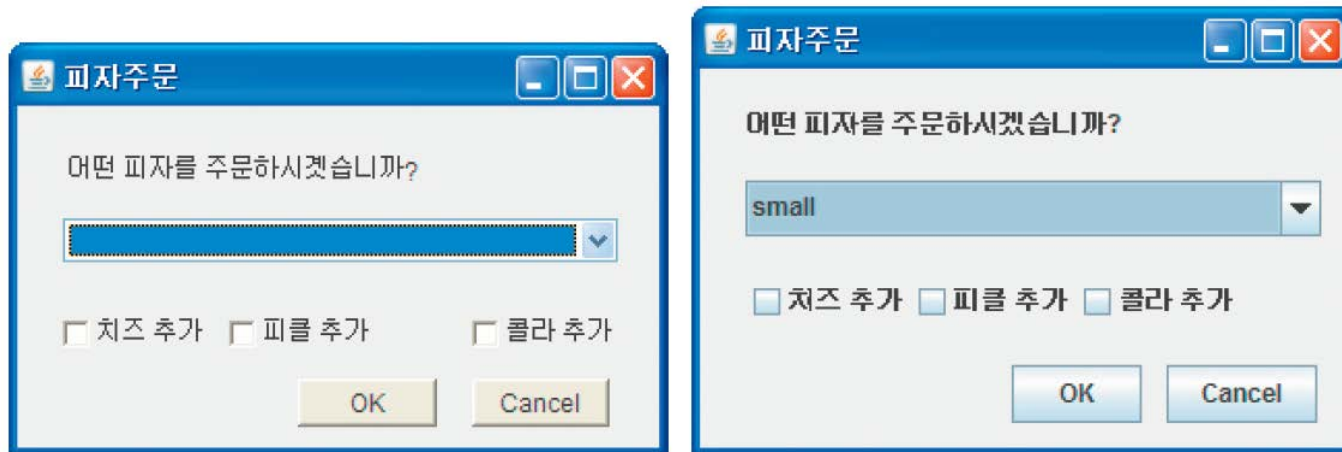 피자주문
어떤 피자를 주문하시겟습니까?
치즈 추가 피클 추가 콜라 추가
OK Cancel
피자주문
어떤 피자를 주문하시겠습니까?
small
치즈 추가 피클 추가 콜라 추가
OK Cancel